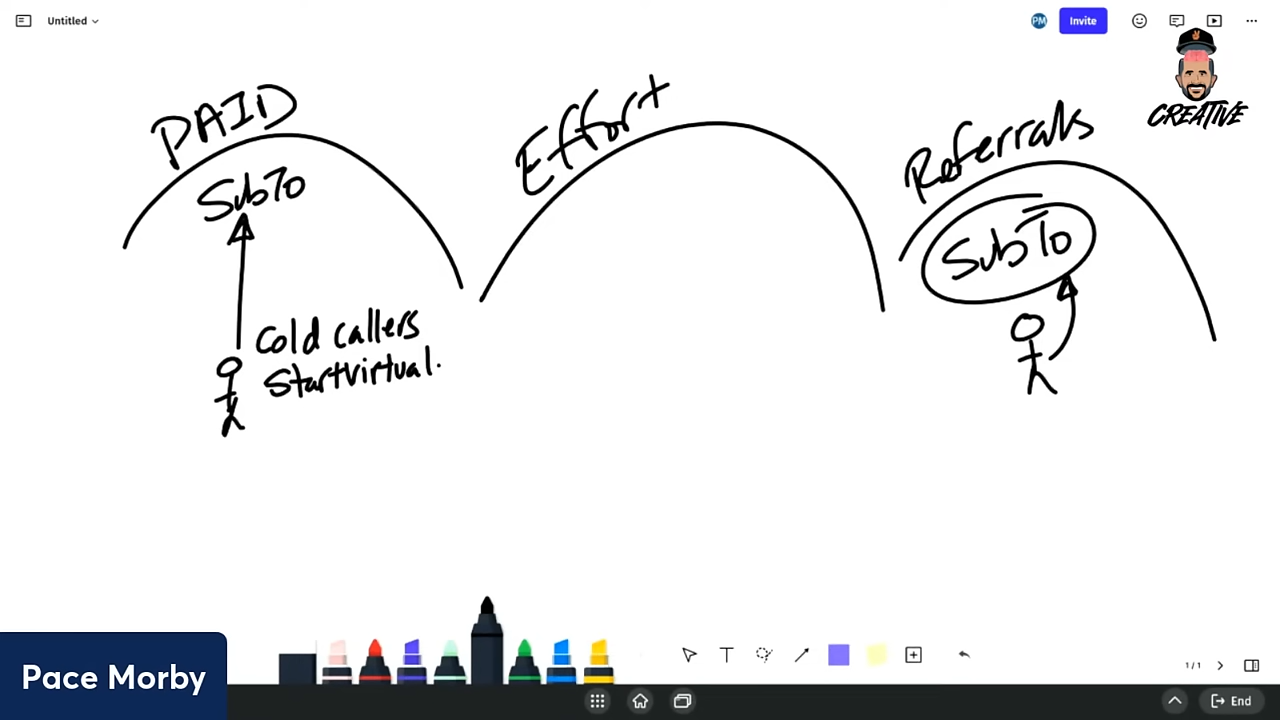 Untitled
PM
Invite
CREATIVE
PAID
SubTo
Cold callers
Startvirtual.
Effort
Referrals
SubTo
Pace Morby
1/1
End